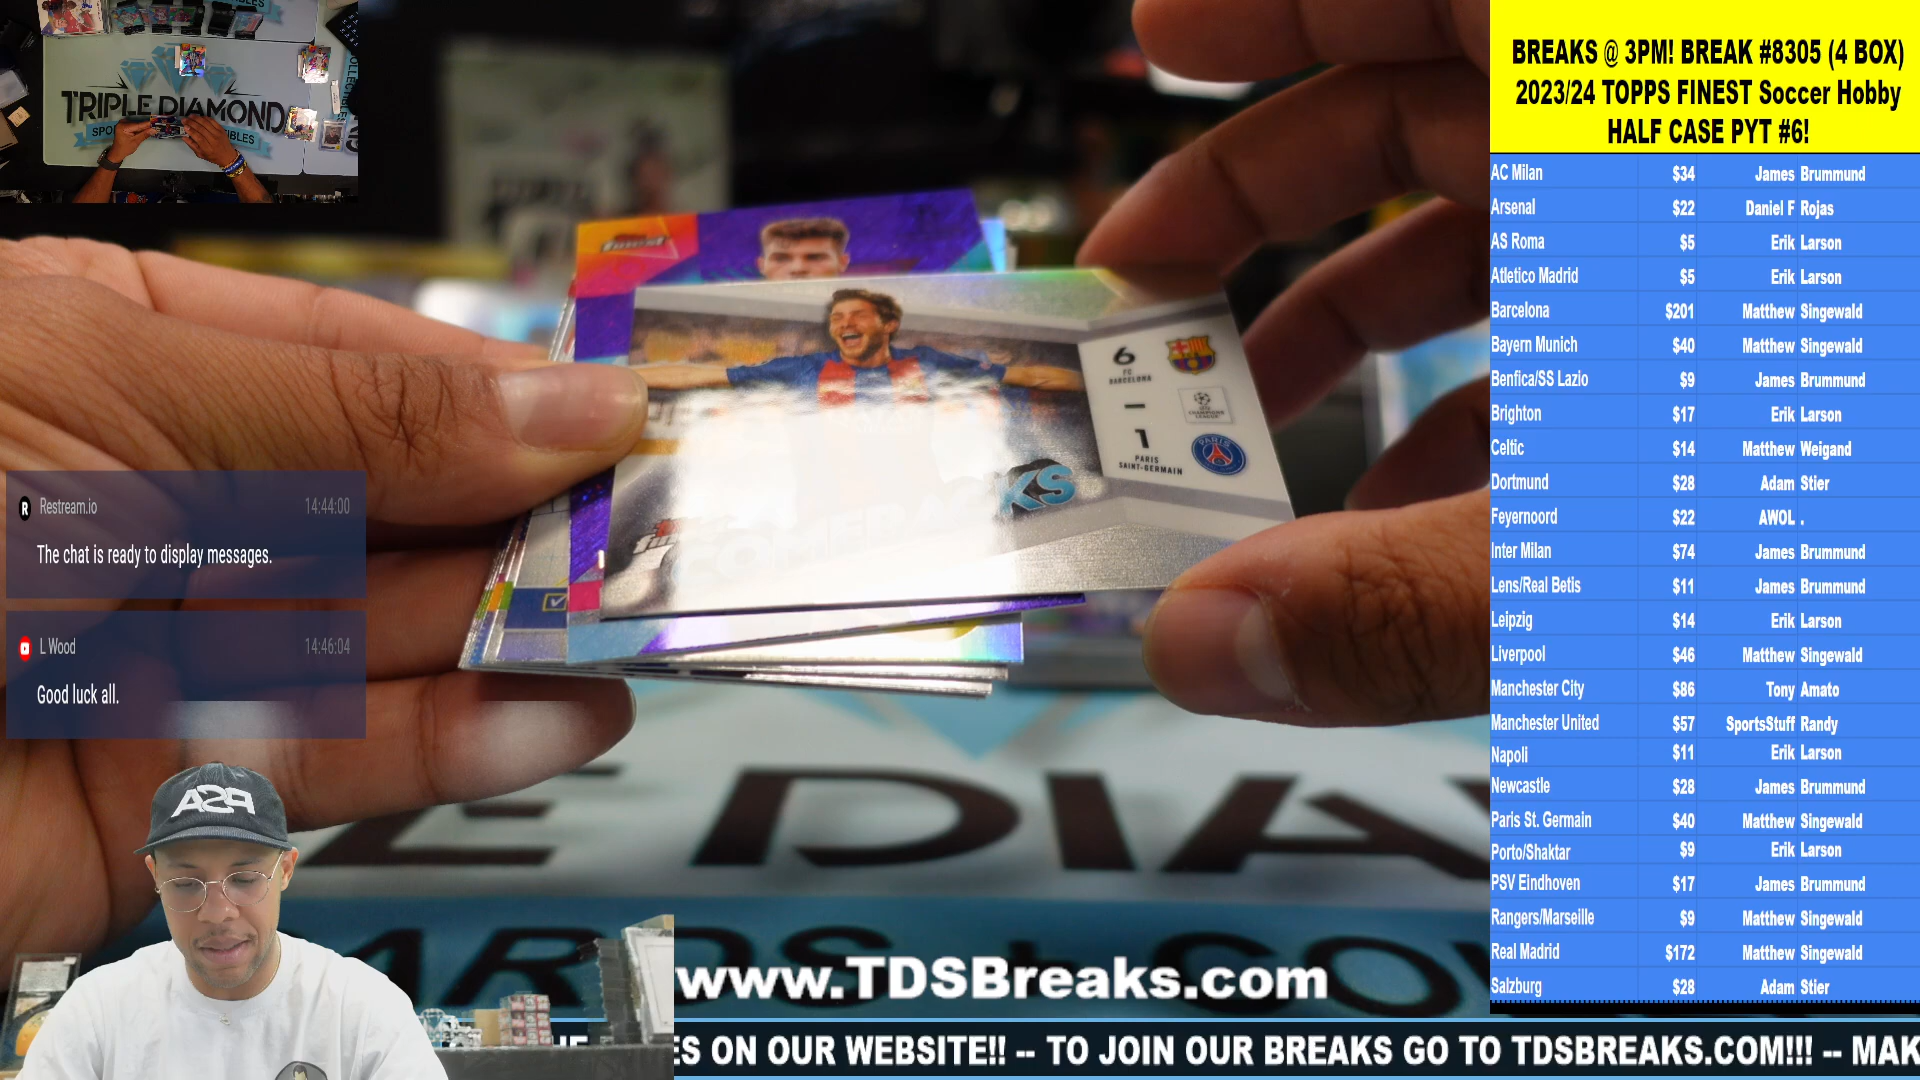 TRIPLE DIAMOND
finest
6
FC
BARCELONA
–
1
PARIS
SAINT-GERMAIN
COMEBACKS
Restream.io 14:44:00
The chat is ready to display messages.
L Wood 14:46:04
Good luck all.
E DIA
www.TDSBreaks.com
ES ON OUR WEBSITE!! -- TO JOIN OUR BREAKS GO TO TDSBREAKS.COM!!! -- MAK
BREAKS @ 3PM! BREAK #8305 (4 BOX)
2023/24 TOPPS FINEST Soccer Hobby
HALF CASE PYT #6!
AC Milan $34 James Brummund
Arsenal $22 Daniel F Rojas
AS Roma $5 Erik Larson
Atletico Madrid $5 Erik Larson
Barcelona $201 Matthew Singewald
Bayern Munich $40 Matthew Singewald
Benfica/SS Lazio $9 James Brummund
Brighton $17 Erik Larson
Celtic $14 Matthew Weigand
Dortmund $28 Adam Stier
Feyernoord $22 AWOL .
Inter Milan $74 James Brummund
Lens/Real Betis $11 James Brummund
Leipzig $14 Erik Larson
Liverpool $46 Matthew Singewald
Manchester City $86 Tony Amato
Manchester United $57 SportsStuff Randy
Napoli $11 Erik Larson
Newcastle $28 James Brummund
Paris St. Germain $40 Matthew Singewald
Porto/Shaktar $9 Erik Larson
PSV Eindhoven $17 James Brummund
Rangers/Marseille $9 Matthew Singewald
Real Madrid $172 Matthew Singewald
Salzburg $28 Adam Stier